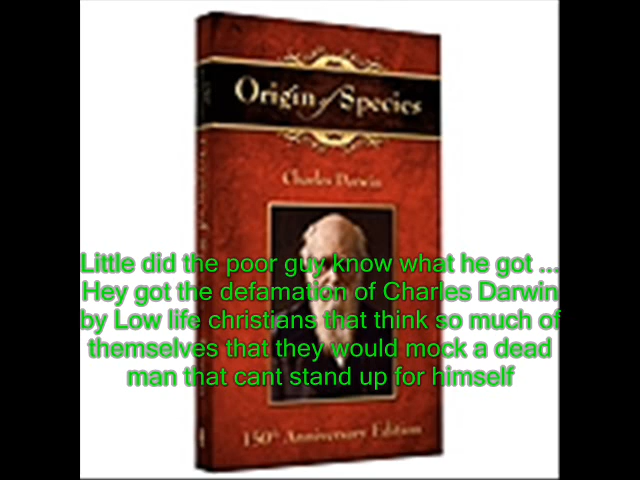 Origin of Species
Charles Darwin
Little did the poor guy know what he got ...
Hey got the defamation of Charles Darwin
by Low life christians that think so much of
themselves that they would mock a dead
man that cant stand up for himself
150th Anniversary Edition